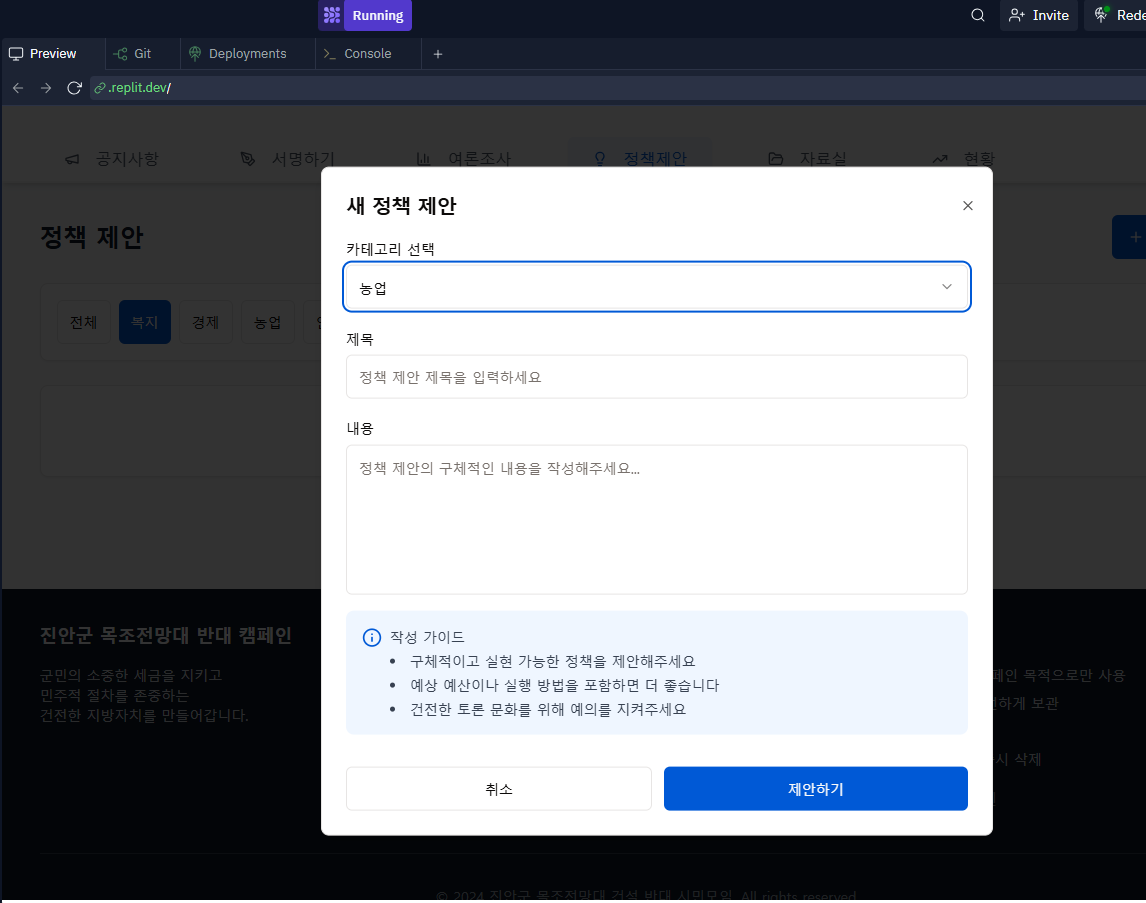 Running
Invite
Preview
Git
Deployments
Console
.replit.dev/
공지사항
서명하기
여론조사
정책제안
자료실
현황
새 정책 제안
정책 제안
카테고리 선택
농업
전체
복지
경제
농업
제목
정책 제안 제목을 입력하세요
내용
정책 제안의 구체적인 내용을 작성해주세요...
작성 가이드
구체적이고 실현 가능한 정책을 제안해주세요
예상 예산이나 실행 방법을 포함하면 더 좋습니다
건전한 토론 문화를 위해 예의를 지켜주세요
취소
제안하기
진안군 목조전망대 반대 캠페인
군민의 소중한 세금을 지키고
민주적 절차를 존중하는
건전한 지방자치를 만들어갑니다.
페인 목적으로만 사용
전하게 보관
시 삭제
© 2024 진안군 목조전망대 건설 반대 시민모임. All rights reserved.